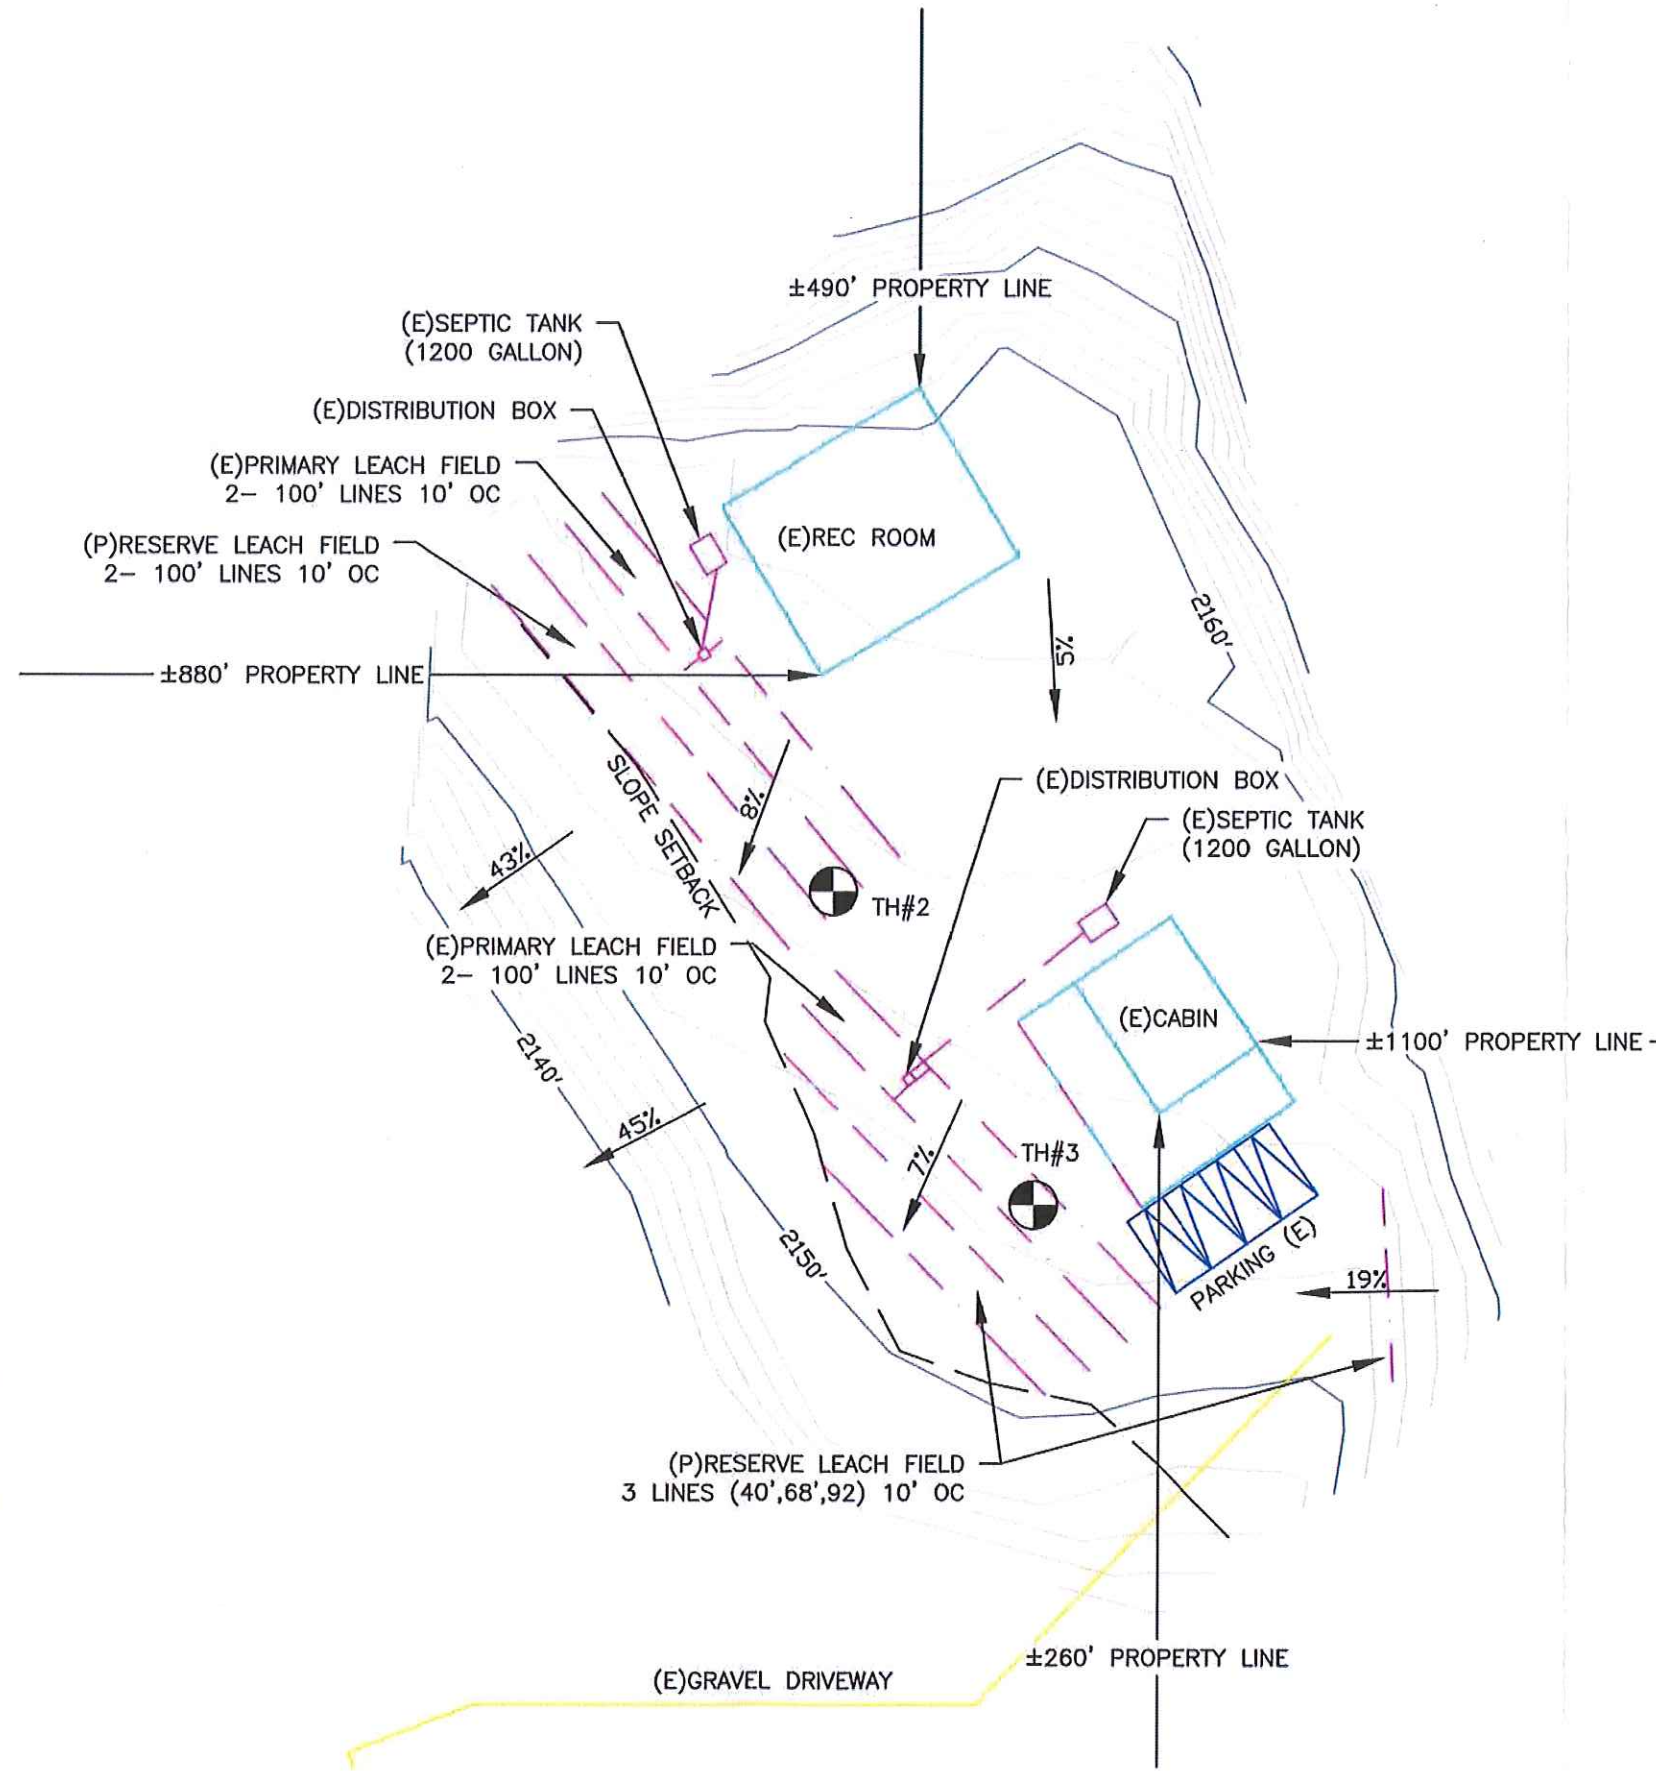 ±490' PROPERTY LINE
(E)SEPTIC TANK
(1200 GALLON)
(E)DISTRIBUTION BOX
(E)PRIMARY LEACH FIELD
2– 100' LINES 10' OC
(E)REC ROOM
(P)RESERVE LEACH FIELD
2– 100' LINES 10' OC
2160'
5%
±880' PROPERTY LINE
SLOPE SETBACK
8%
(E)DISTRIBUTION BOX
(E)SEPTIC TANK
(1200 GALLON)
43%
TH#2
(E)PRIMARY LEACH FIELD
2– 100' LINES 10' OC
(E)CABIN
±1100' PROPERTY LINE
2140'
45%
7%
TH#3
2150'
PARKING (E)
19%
(P)RESERVE LEACH FIELD
3 LINES (40',68',92) 10' OC
±260' PROPERTY LINE
(E)GRAVEL DRIVEWAY